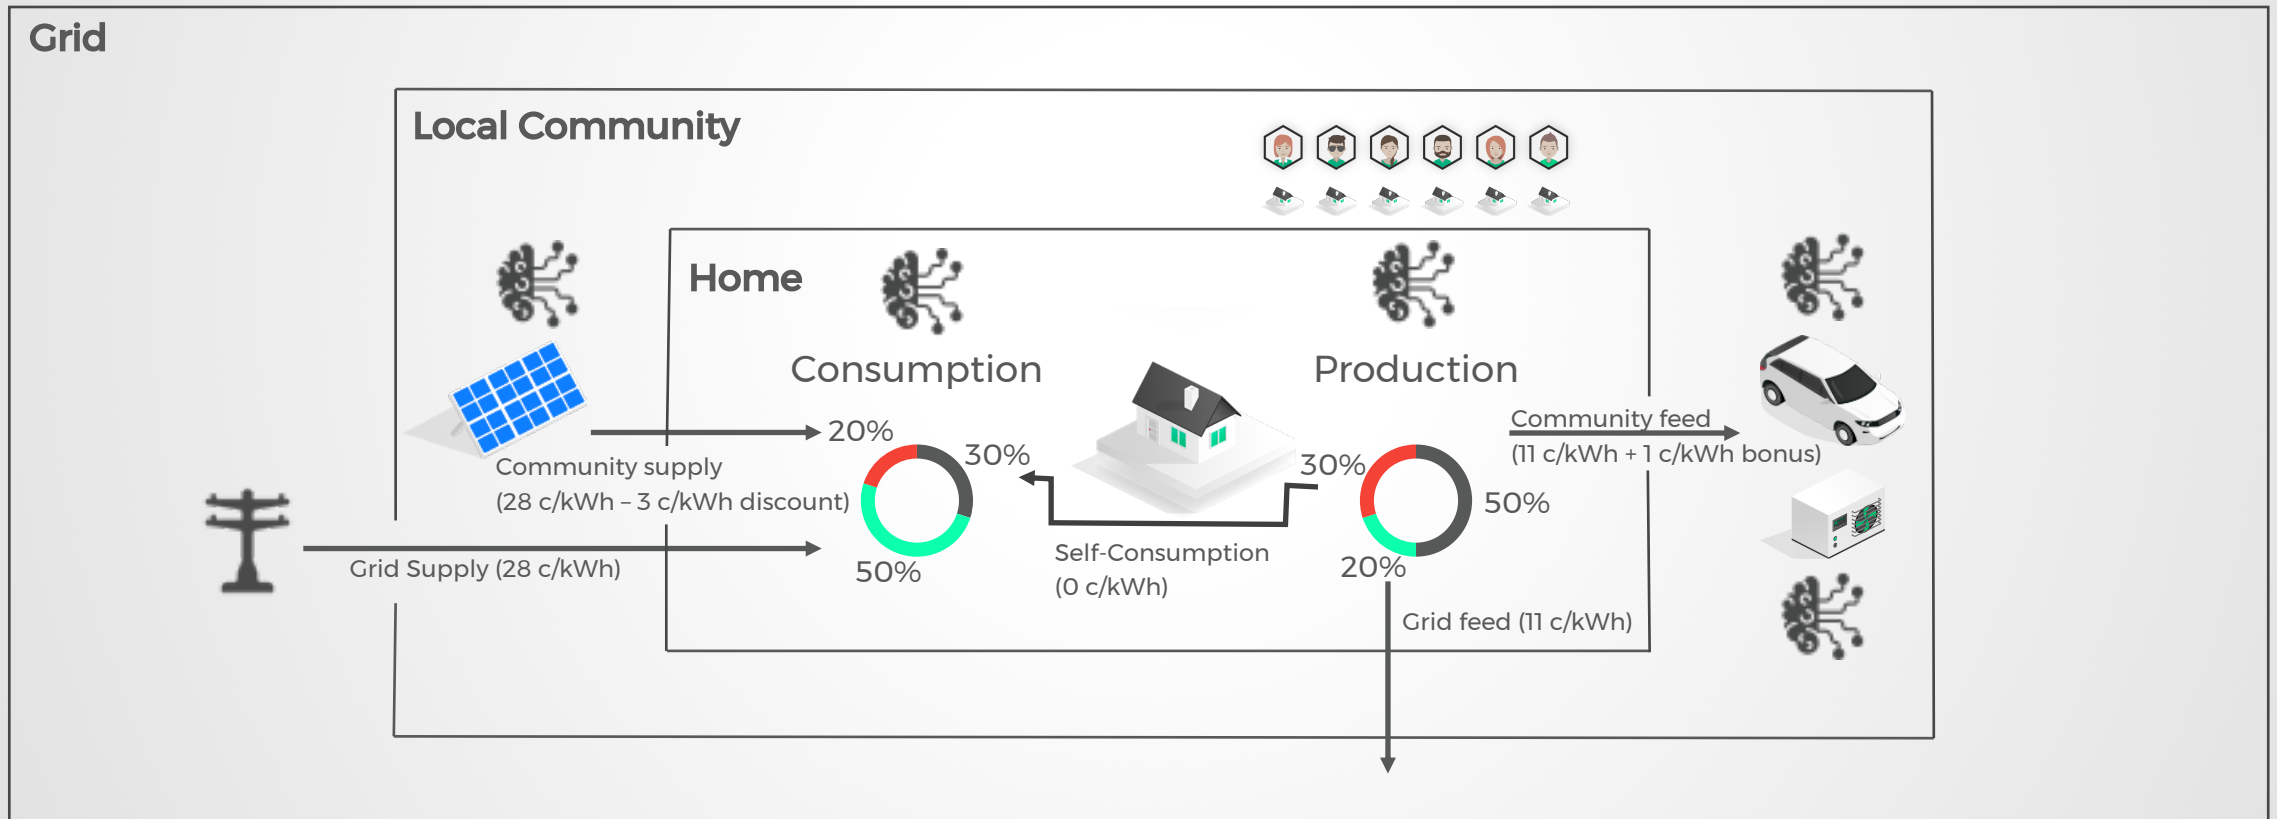 Grid
Local Community
Home
Consumption
Production
20%
30%
50%
Community supply
(28 c/kWh – 3 c/kWh discount)
Grid Supply (28 c/kWh)
Self-Consumption
(0 c/kWh)
30%
50%
20%
Community feed
(11 c/kWh + 1 c/kWh bonus)
Grid feed (11 c/kWh)